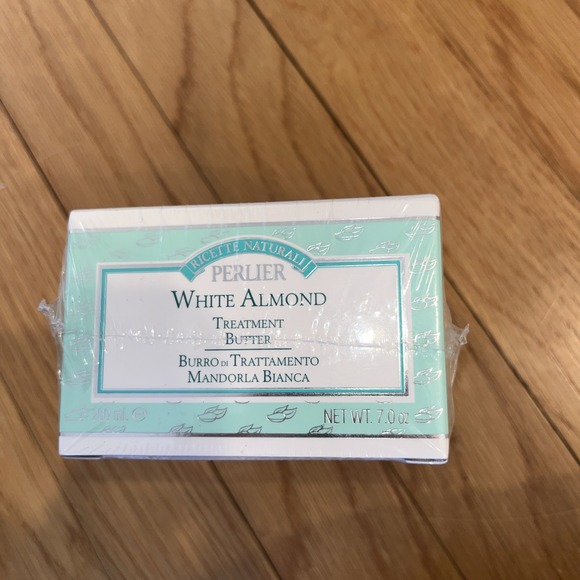 RICETTE NATURALI
PERLIER
WHITE ALMOND
TREATMENT
BUTTER
BURRO DI TRATTAMENTO
MANDORLA BIANCA
NET WT. 7.0 oz